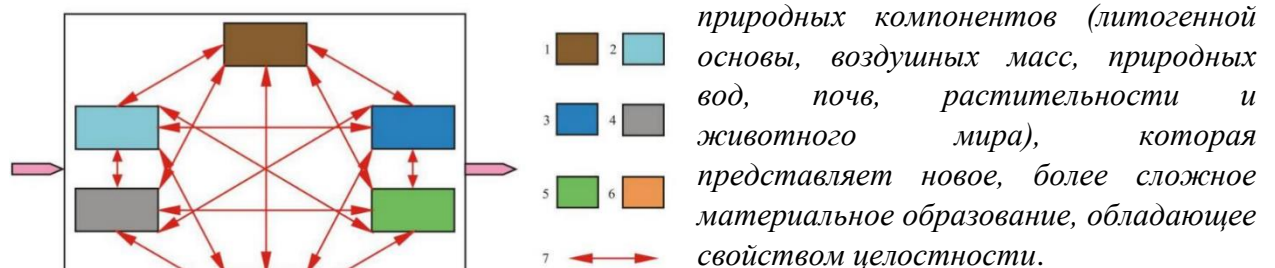 1 2
3 4
5 6
7
природных компонентов (литогенной
основы, воздушных масс, природных
вод, почв, растительности и
животного мира), которая
представляет новое, более сложное
материальное образование, обладающее
свойством целостности.